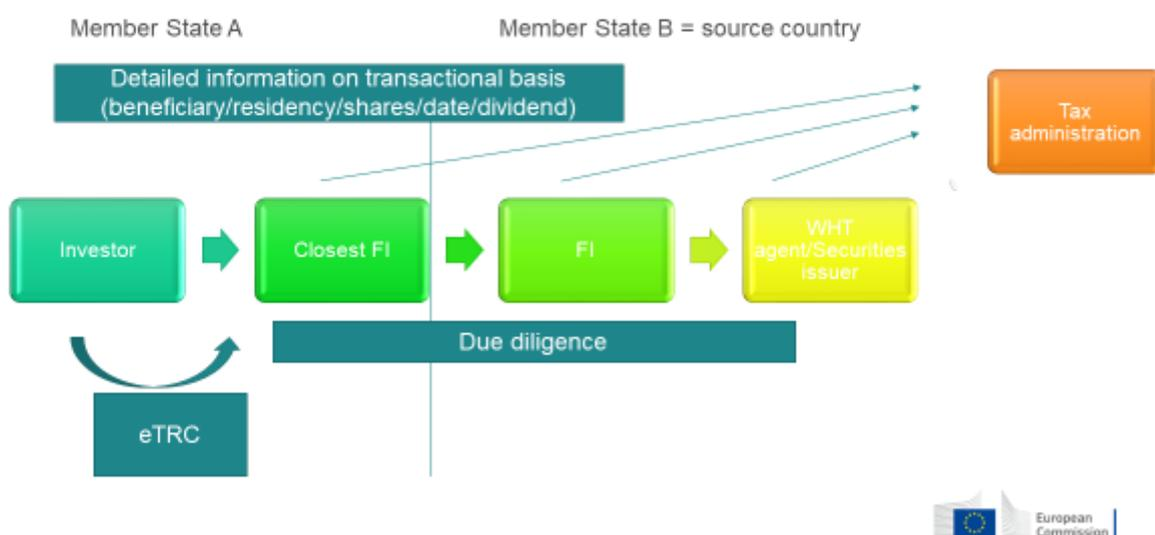 Member State A
Member State B = source country
Detailed information on transactional basis
(beneficiary/residency/shares/date/dividend)
Tax
administration
Investor
Closest FI
FI
WHT
agent/Securities
issuer
Due diligence
eTRC
European
Commission